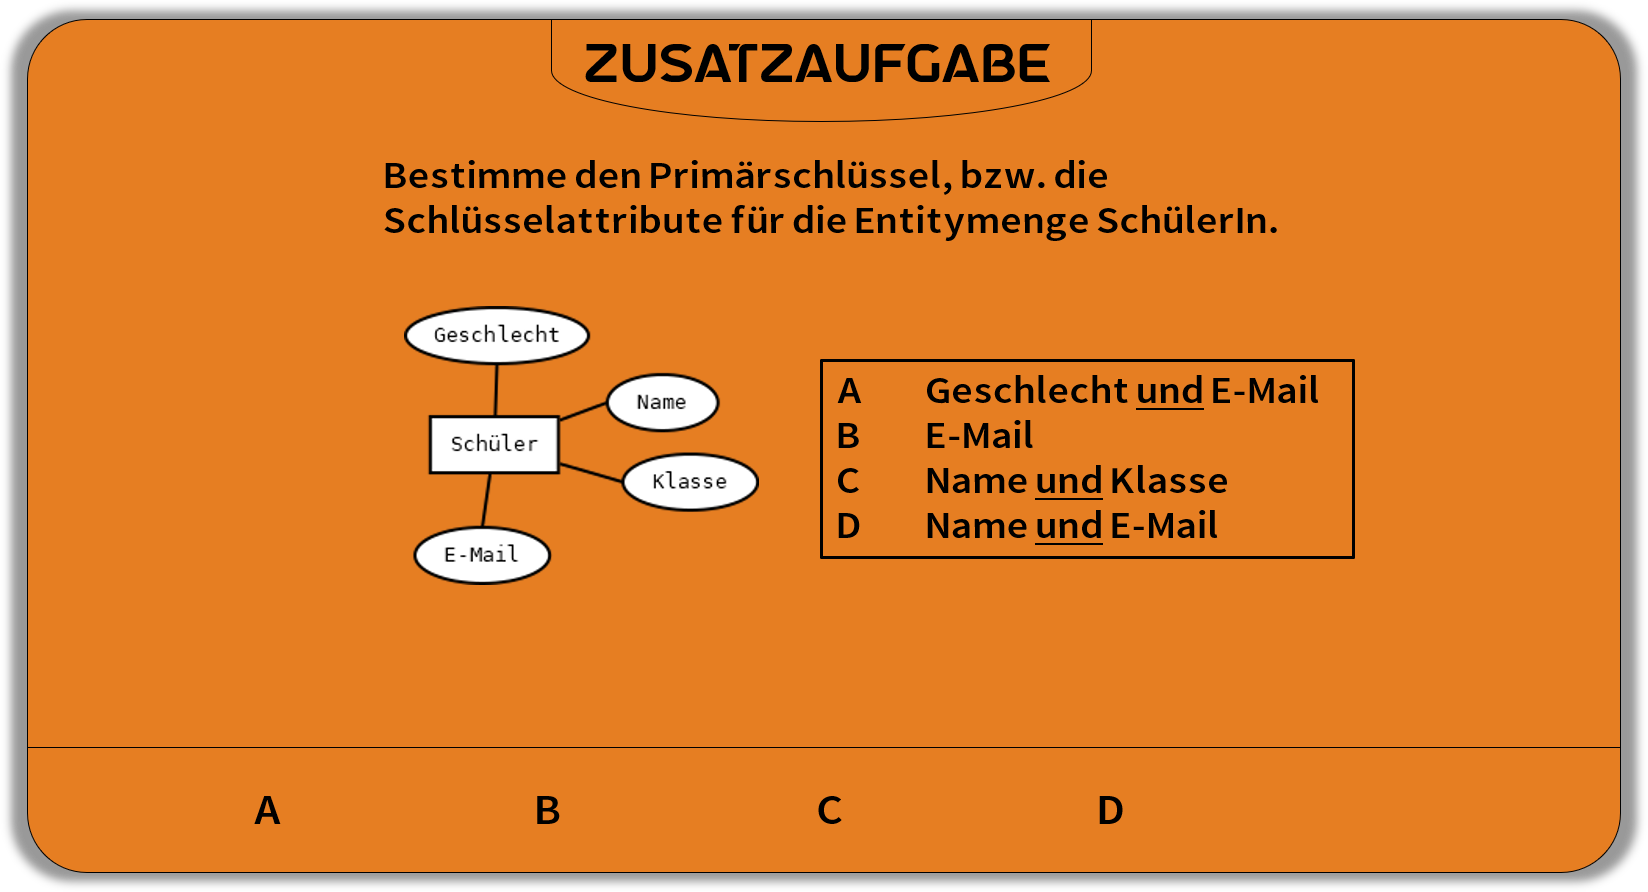 ZUSATZAUFGABE
Bestimme den Primärschlüssel, bzw. die
Schlüsselattribute für die Entitymenge SchülerIn.
Geschlecht
Name
Schüler
Klasse
E-Mail
A Geschlecht und E-Mail
B E-Mail
C Name und Klasse
D Name und E-Mail
A B C D